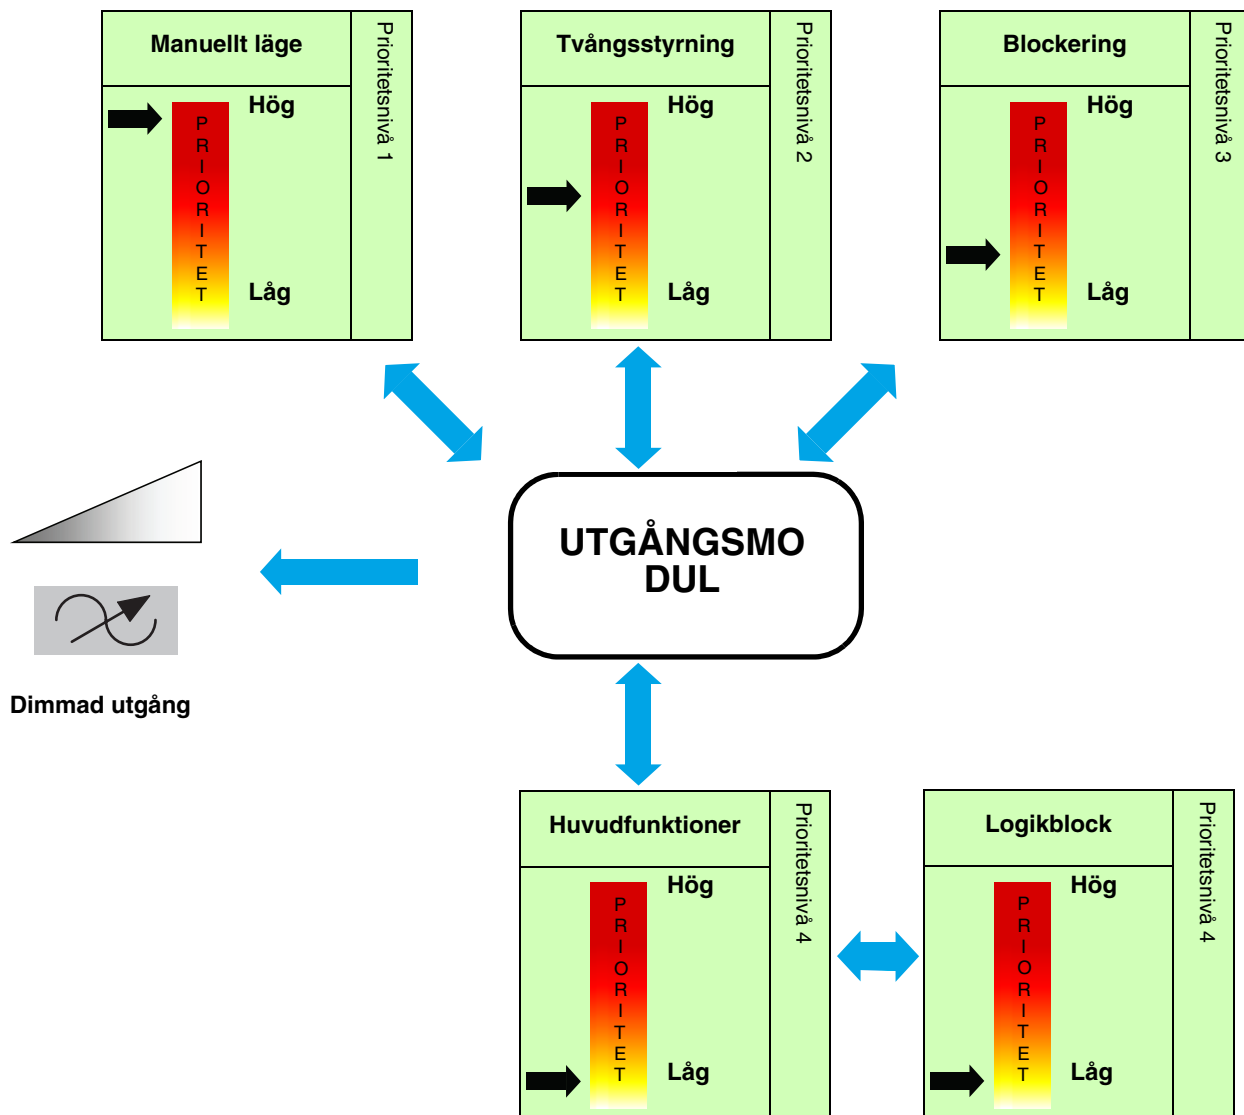 Manuellt läge
Prioritetsnivå 1
Hög
PRIORITET
Låg
Tvångsstyrning
Prioritetsnivå 2
Hög
PRIORITET
Låg
Blockering
Prioritetsnivå 3
Hög
PRIORITET
Låg
UTGÅNGSMO
DUL
Dimmad utgång
Huvudfunktioner
Prioritetsnivå 4
Hög
PRIORITET
Låg
Logikblock
Prioritetsnivå 4
Hög
PRIORITET
Låg